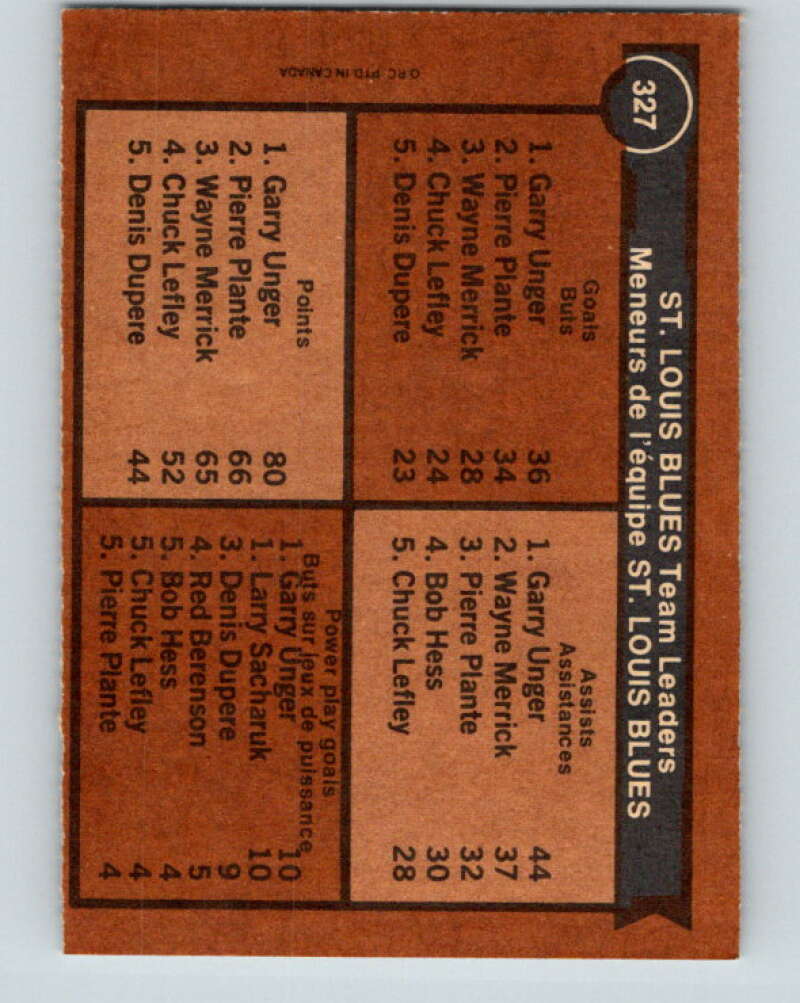 327
ST. LOUIS BLUES Team Leaders
Meneurs de l'équipe ST. LOUIS BLUES
Goals
Buts
1. Garry Unger 36
2. Pierre Plante 34
3. Wayne Merrick 28
4. Chuck Lefley 24
5. Denis Dupere 23
Assists
Assistances
1. Garry Unger 44
2. Wayne Merrick 37
3. Pierre Plante 32
4. Bob Hess 30
5. Chuck Lefley 28
Points
1. Garry Unger 80
2. Pierre Plante 66
3. Wayne Merrick 65
4. Chuck Lefley 52
5. Denis Dupere 44
Power play goals
Buts sur jeux de puissance
1. Garry Unger 10
1. Larry Sacharuk 10
3. Denis Dupere 9
4. Red Berenson 5
5. Bob Hess 4
5. Chuck Lefley 4
5. Pierre Plante 4
O.P.C. PTD. IN CANADA